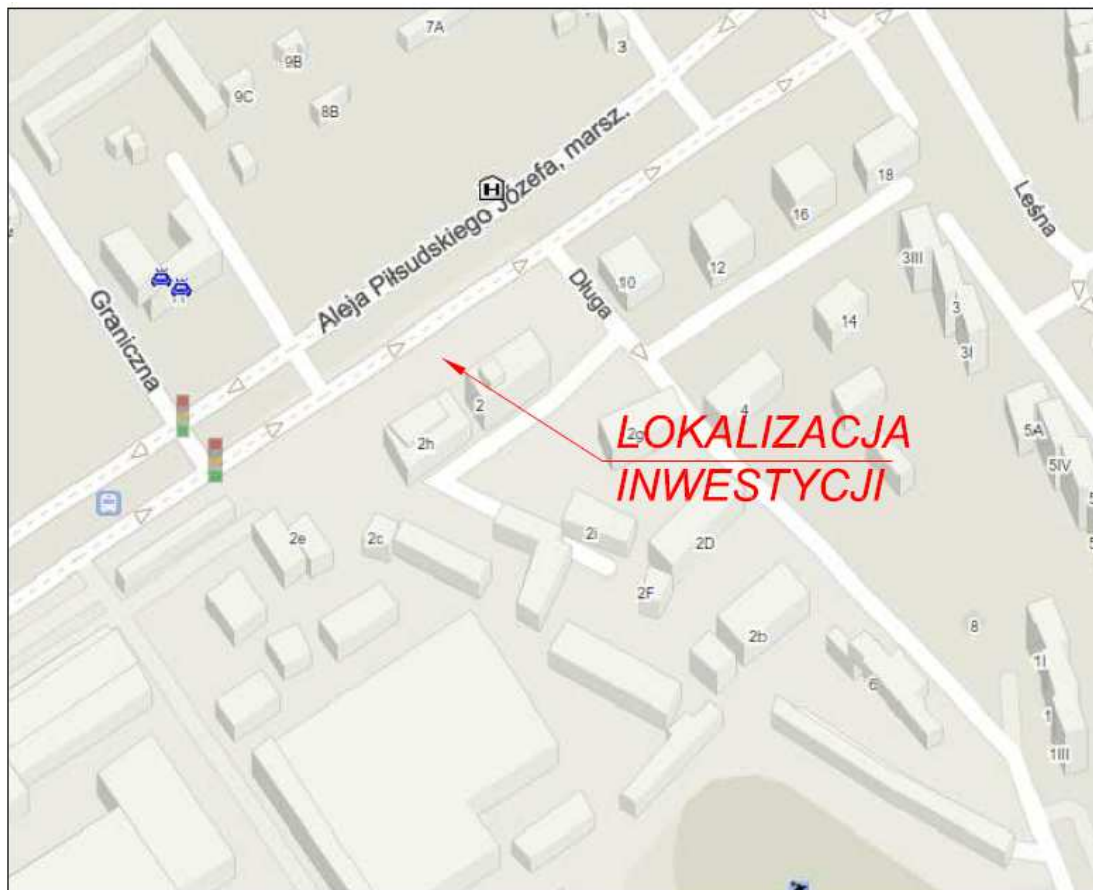 7A
3
9B
9C
8B
H
Aleja Piłsudskiego Józefa, marsz.
18
16
Leśna
12
3III
10
Długa
Graniczna
14
3
3I
2
4
2h
2g
5A
5IV
LOKALIZACJA
INWESTYCJI
2e
2c
2i
2D
2F
2b
8
6
1I
1
1III